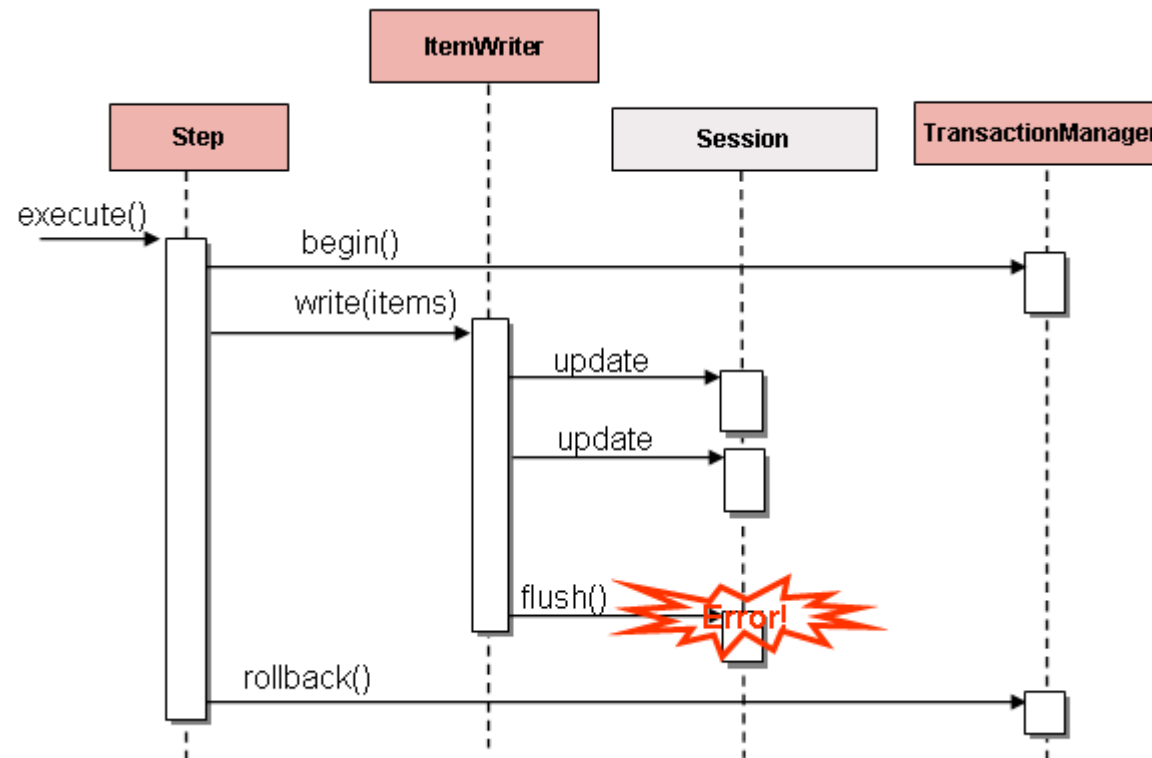 ItemWriter
Step
Session
TransactionManager
execute()
begin()
write(items)
update
update
flush()
Error!
rollback()